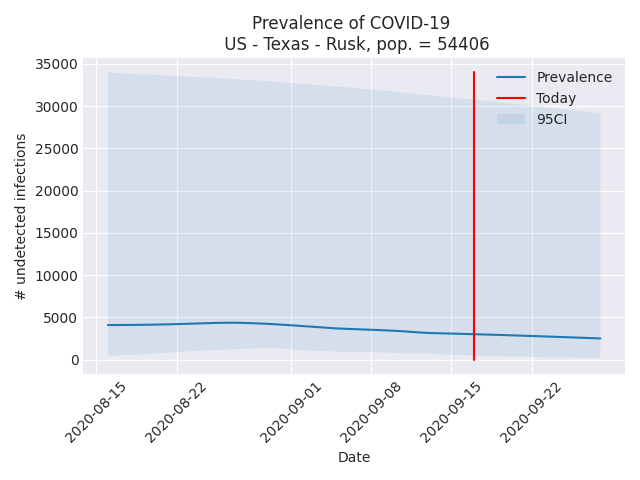 Prevalence of COVID-19
US - Texas - Rusk, pop. = 54406
35000
30000
25000
20000
15000
10000
5000
0
# undetected infections
Prevalence
Today
95CI
2020-08-15
2020-08-22
2020-09-01
2020-09-08
2020-09-15
2020-09-22
Date